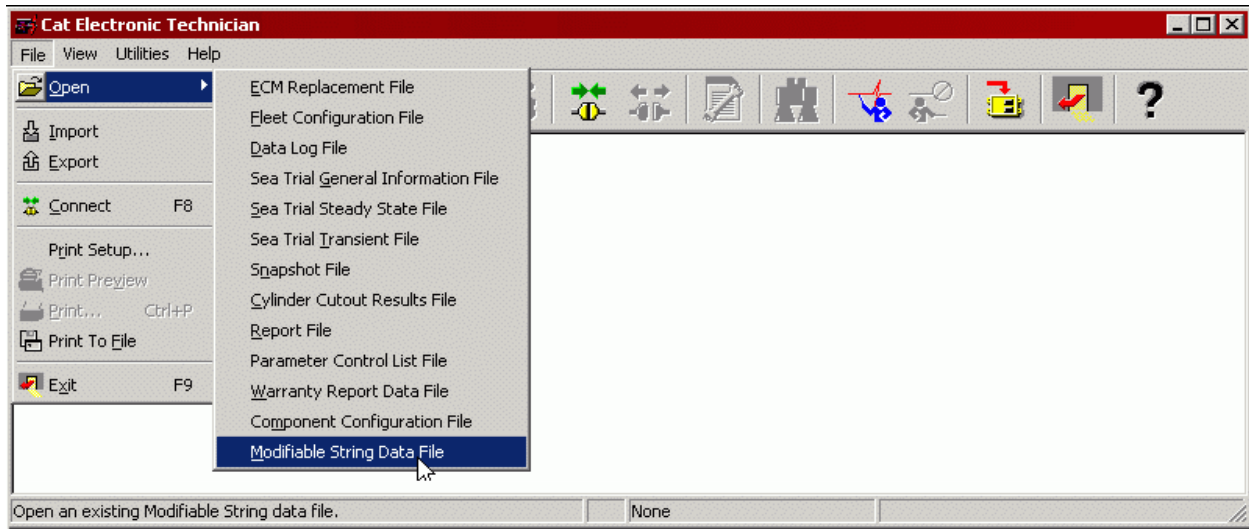 Cat Electronic Technician
File View Utilities Help
Open
Import
Export
Connect F8
Print Setup...
Print Preview
Print... Ctrl+P
Print To File
Exit F9
ECM Replacement File
Fleet Configuration File
Data Log File
Sea Trial General Information File
Sea Trial Steady State File
Sea Trial Transient File
Snapshot File
Cylinder Cutout Results File
Report File
Parameter Control List File
Warranty Report Data File
Component Configuration File
Modifiable String Data File
?
Open an existing Modifiable String data file. None